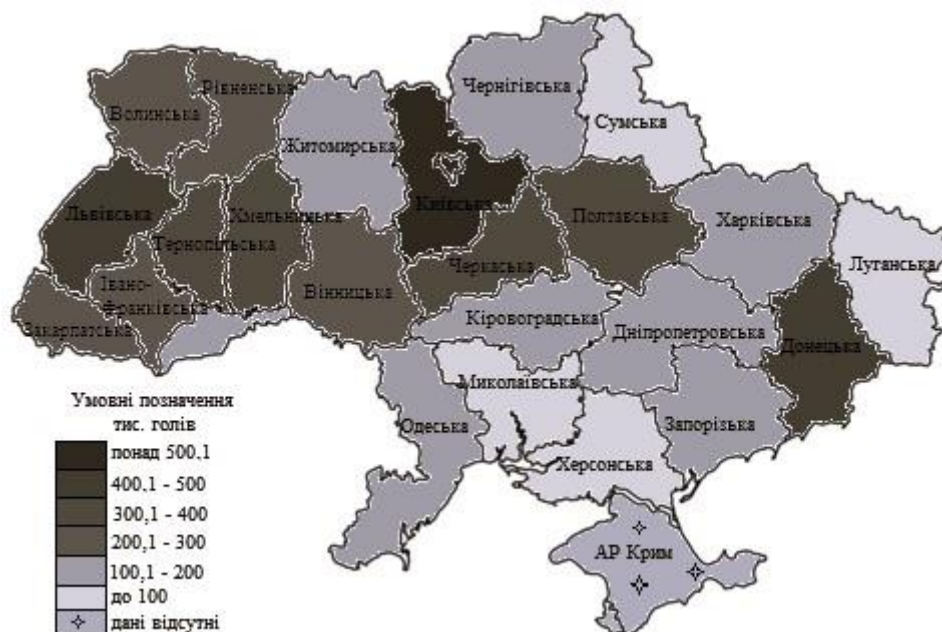 Чернігівська
Рівненська
Волинська
Сумська
Житомирська
Київська
Львівська
Хмельницька
Полтавська
Харківська
Тернопільська
Черкаська
Луганська
Івано-
франківська
Вінницька
Закарпатська
Кіровоградська
Дніпропетровська
Донецька
Миколаївська
Одеська
Запорізька
Херсонська
АР Крим
Умовні позначення
тис. голів
понад 500,1
400,1 - 500
300,1 - 400
200,1 - 300
100,1 - 200
до 100
дані відсутні